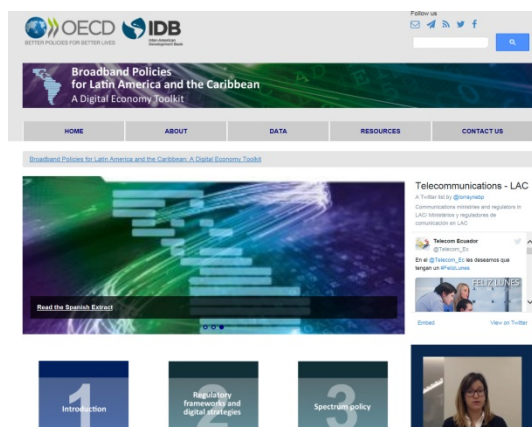 Follow us
OECD
BETTER POLICIES FOR BETTER LIVES
IDB
Inter-American
Development Bank
Broadband Policies
for Latin America and the Caribbean
A Digital Economy Toolkit
HOME
ABOUT
DATA
RESOURCES
CONTACT US
Broadband Policies for Latin America and the Caribbean: A Digital Economy Toolkit
Read the Spanish Extract
Telecommunications - LAC
A Twitter list by @lorrayneip
Communications ministries and regulators in
LAC/ Ministerios y reguladores de
comunicación en LAC
Telecom Ecuador
@Telecom_Ec
En el @Telecom_Ec les deseamos que
tengan un #FelizLunes
FELIZ LUNES
Embed
View on Twitter
1
Introduction
2
Regulatory
frameworks and
digital strategies
3
Spectrum policy